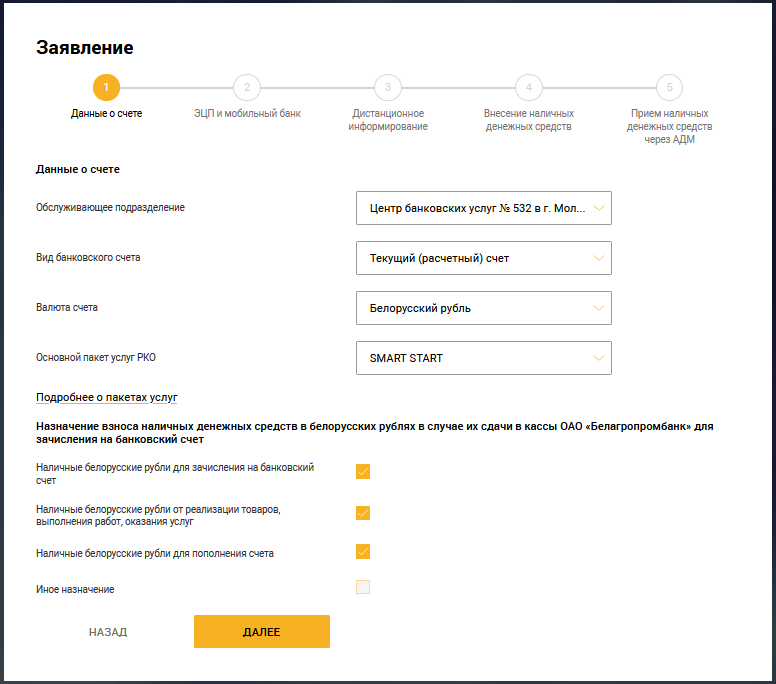 Заявление
1
2
3
4
5
Данные о счете
ЭЦП и мобильный банк
Дистанционное
информирование
Внесение наличных
денежных средств
Прием наличных
денежных средств
через АДМ
Данные о счете
Обслуживающее подразделение
Центр банковских услуг № 532 в г. Мол...
Вид банковского счета
Текущий (расчетный) счет
Валюта счета
Белорусский рубль
Основной пакет услуг РКО
SMART START
Подробнее о пакетах услуг
Назначение взноса наличных денежных средств в белорусских рублях в случае их сдачи в кассы ОАО «Белагропромбанк» для
зачисления на банковский счет
Наличные белорусские рубли для зачисления на банковский
счет
Наличные белорусские рубли от реализации товаров,
выполнения работ, оказания услуг
Наличные белорусские рубли для пополнения счета
Иное назначение
НАЗАД
ДАЛЕЕ